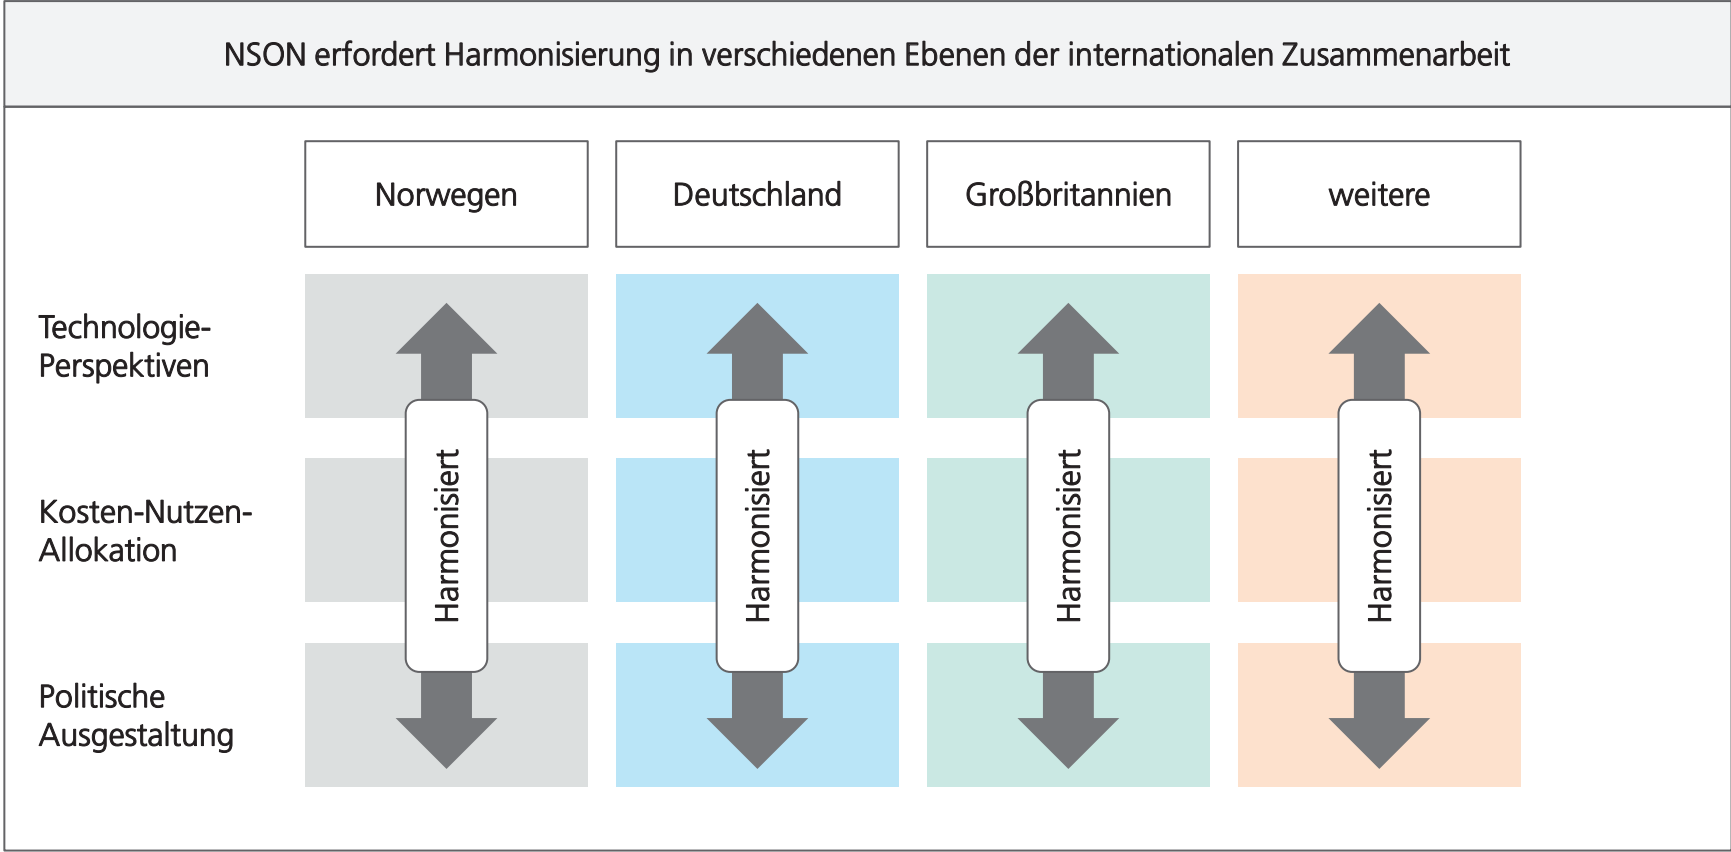 NSON erfordert Harmonisierung in verschiedenen Ebenen der internationalen Zusammenarbeit
Norwegen
Deutschland
Großbritannien
weitere
Technologie-
Perspektiven
Kosten-Nutzen-
Allokation
Politische
Ausgestaltung
Harmonisiert
Harmonisiert
Harmonisiert
Harmonisiert